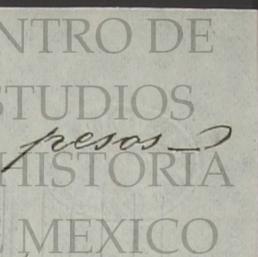 NTRO DE
STUDIOS
pesos
HISTORIA
MEXICO